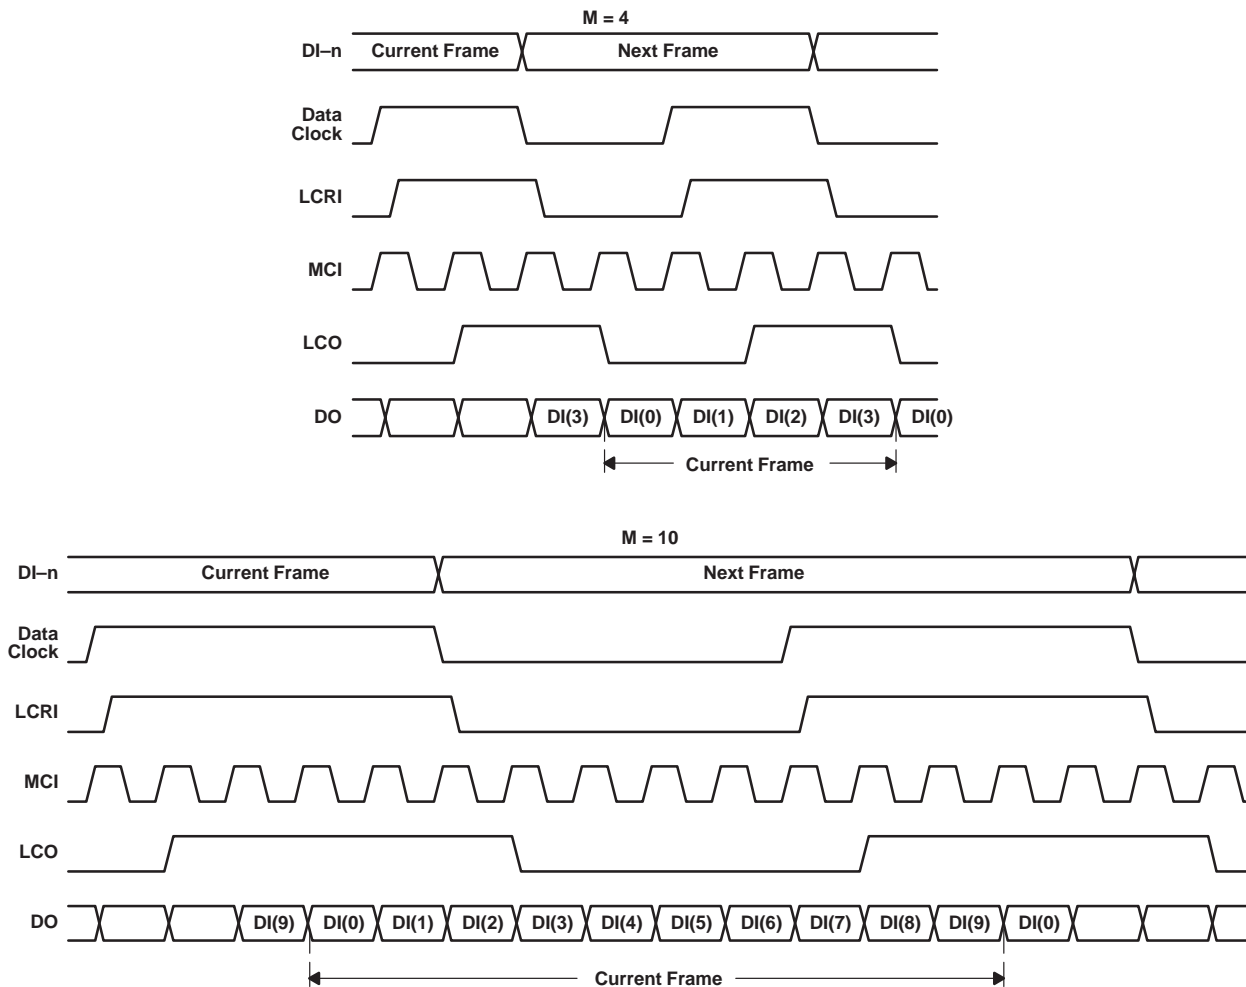 M = 4
DI–n Current Frame Next Frame
Data
Clock
LCRI
MCI
LCO
DO DI(3) DI(0) DI(1) DI(2) DI(3) DI(0)
Current Frame
M = 10
DI–n Current Frame Next Frame
Data
Clock
LCRI
MCI
LCO
DO DI(9) DI(0) DI(1) DI(2) DI(3) DI(4) DI(5) DI(6) DI(7) DI(8) DI(9) DI(0)
Current Frame